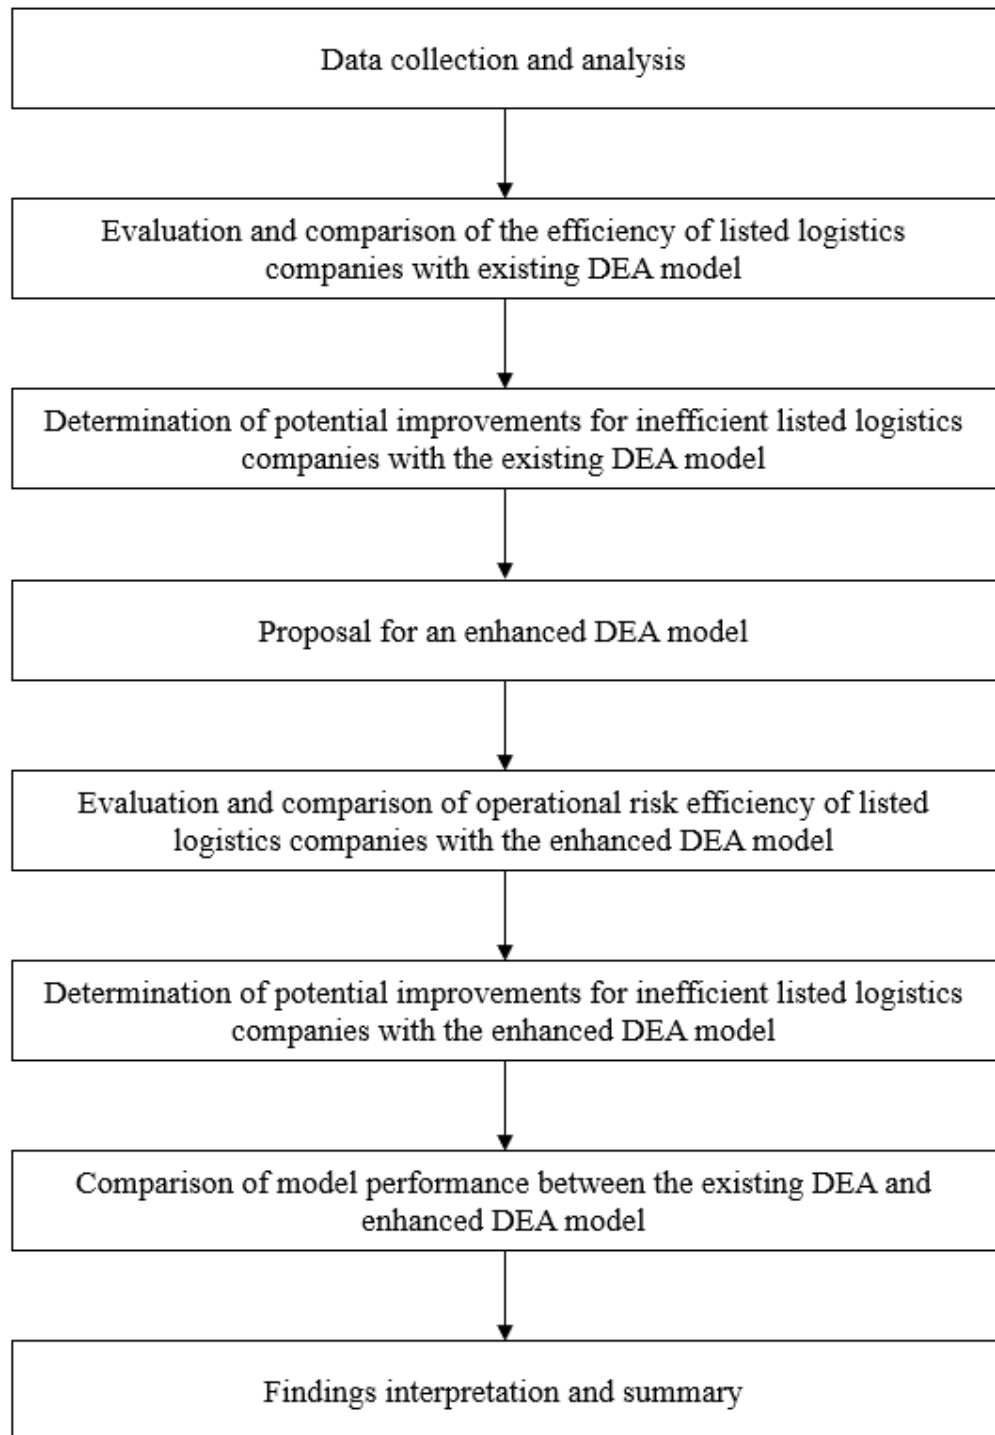 Data collection and analysis
Evaluation and comparison of the efficiency of listed logistics
companies with existing DEA model
Determination of potential improvements for inefficient listed logistics
companies with the existing DEA model
Proposal for an enhanced DEA model
Evaluation and comparison of operational risk efficiency of listed
logistics companies with the enhanced DEA model
Determination of potential improvements for inefficient listed logistics
companies with the enhanced DEA model
Comparison of model performance between the existing DEA and
enhanced DEA model
Findings interpretation and summary